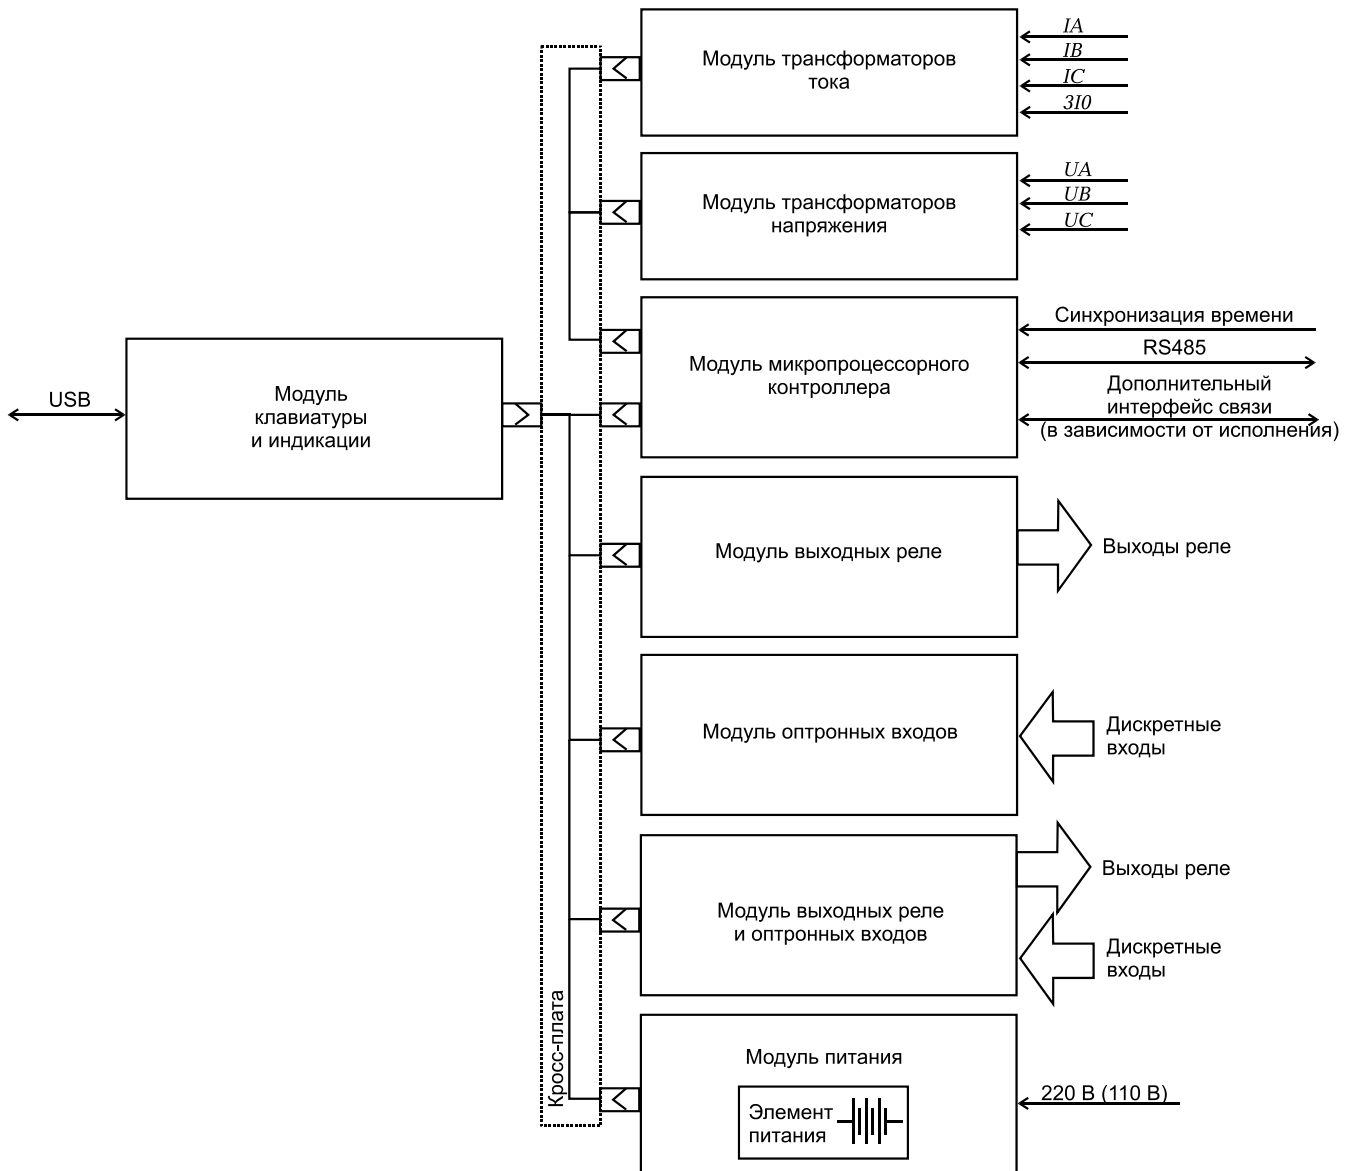 Модуль трансформаторов
тока
IA
IB
IC
3I0
Модуль трансформаторов
напряжения
UA
UB
UC
Модуль микропроцессорного
контроллера
Синхронизация времени
RS485
Дополнительный
интерфейс связи
(в зависимости от исполнения)
USB
Модуль
клавиатуры
и индикации
Модуль выходных реле
Выходы реле
Модуль оптронных входов
Дискретные
входы
Модуль выходных реле
и оптронных входов
Выходы реле
Дискретные
входы
Кросс-плата
Модуль питания
Элемент
питания
220 В (110 В)